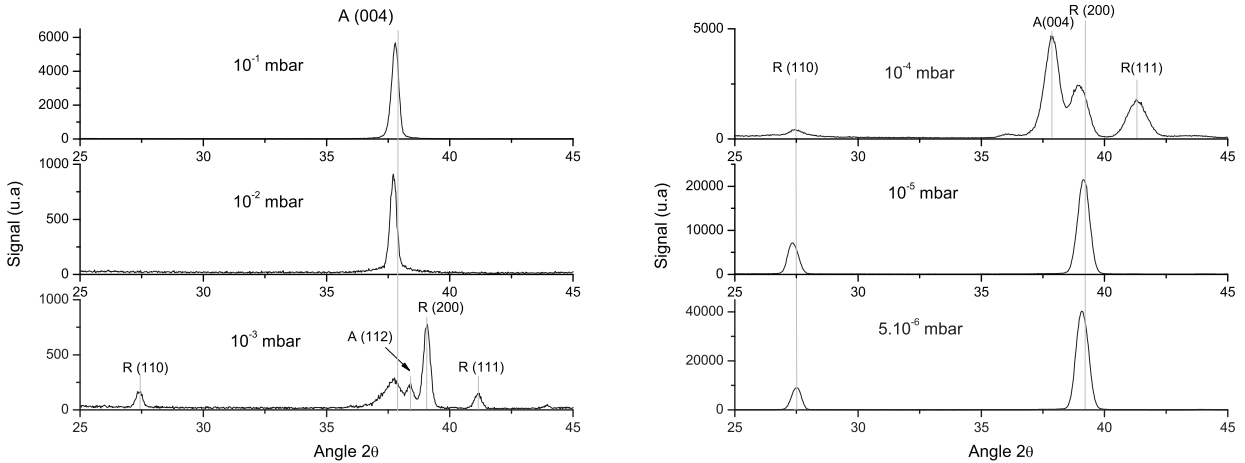 A (004)
6000
4000
2000
0
10⁻¹ mbar
25 30 35 40 45
1000
500
0
10⁻² mbar
25 30 35 40 45
1000
500
0
10⁻³ mbar
R (110)
A (112)
R (200)
R (111)
25 30 35 40 45
Signal (u.a)
Angle 2θ
R (200)
A(004)
R (110)
R(111)
5000
0
10⁻⁴ mbar
25 30 35 40 45
20000
10000
0
10⁻⁵ mbar
25 30 35 40 45
40000
20000
0
5.10⁻⁶ mbar
25 30 35 40 45
Signal (u.a)
Angle 2θ